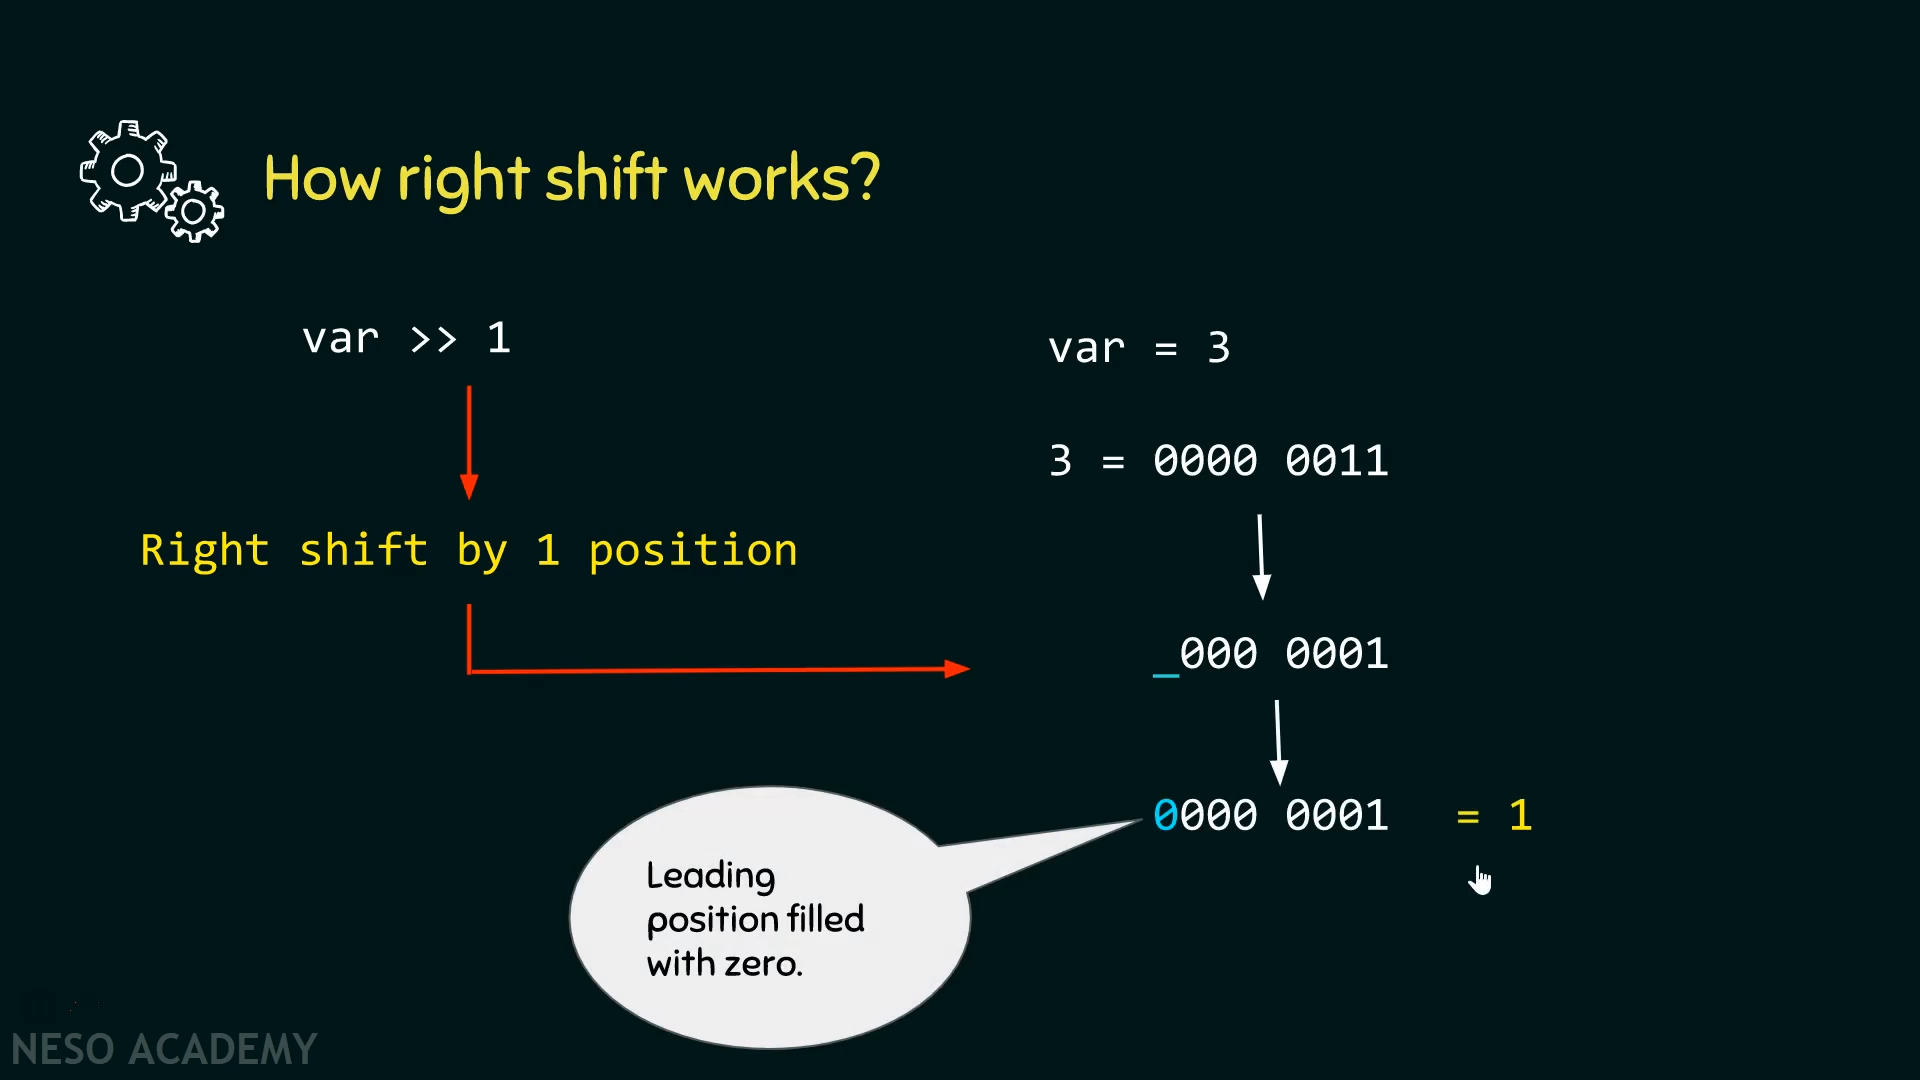 How right shift works?
var >> 1
Right shift by 1 position
var = 3
3 = 0000 0011
_000 0001
0000 0001 = 1
Leading
position filled
with zero.
NESO ACADEMY